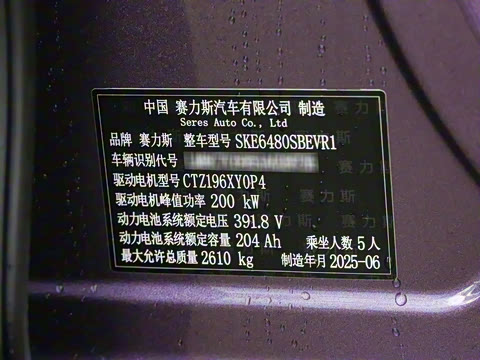 中国 赛力斯汽车有限公司 制造
Seres Auto Co., Ltd
品牌 赛力斯 整车型号 SKE6480SBEVR1
车辆识别代号
驱动电机型号 CTZ196XY0P4
驱动电机峰值功率 200 kW
动力电池系统额定电压 391.8 V
动力电池系统额定容量 204 Ah 乘坐人数 5 人
最大允许总质量 2610 kg 制造年月 2025-06